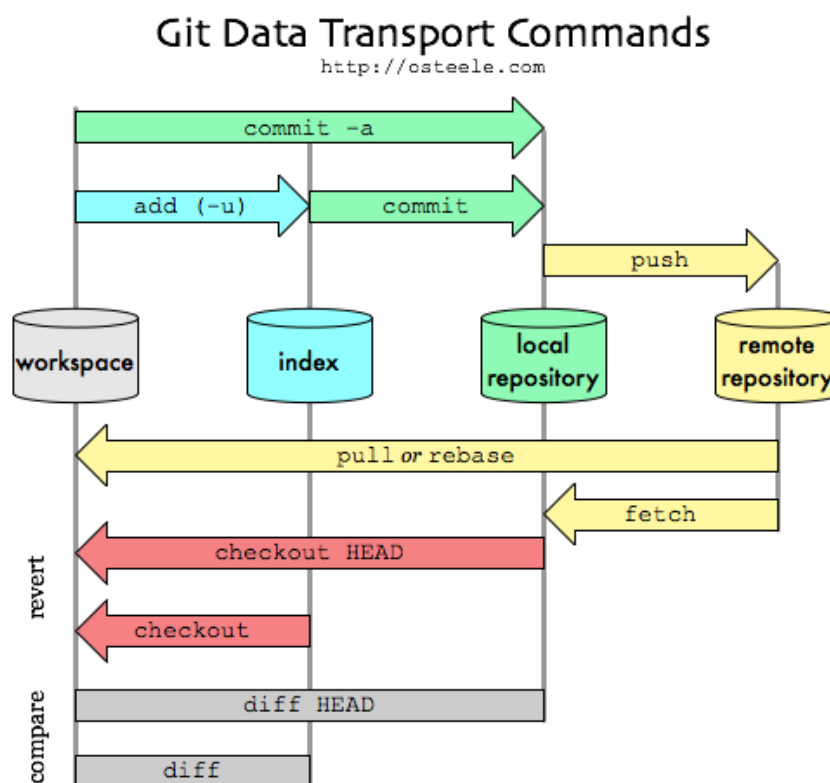 Git Data Transport Commands
http://osteele.com
commit -a
add (-u)
commit
push
workspace
index
local
repository
remote
repository
pull or rebase
fetch
revert
checkout HEAD
checkout
compare
diff HEAD
diff